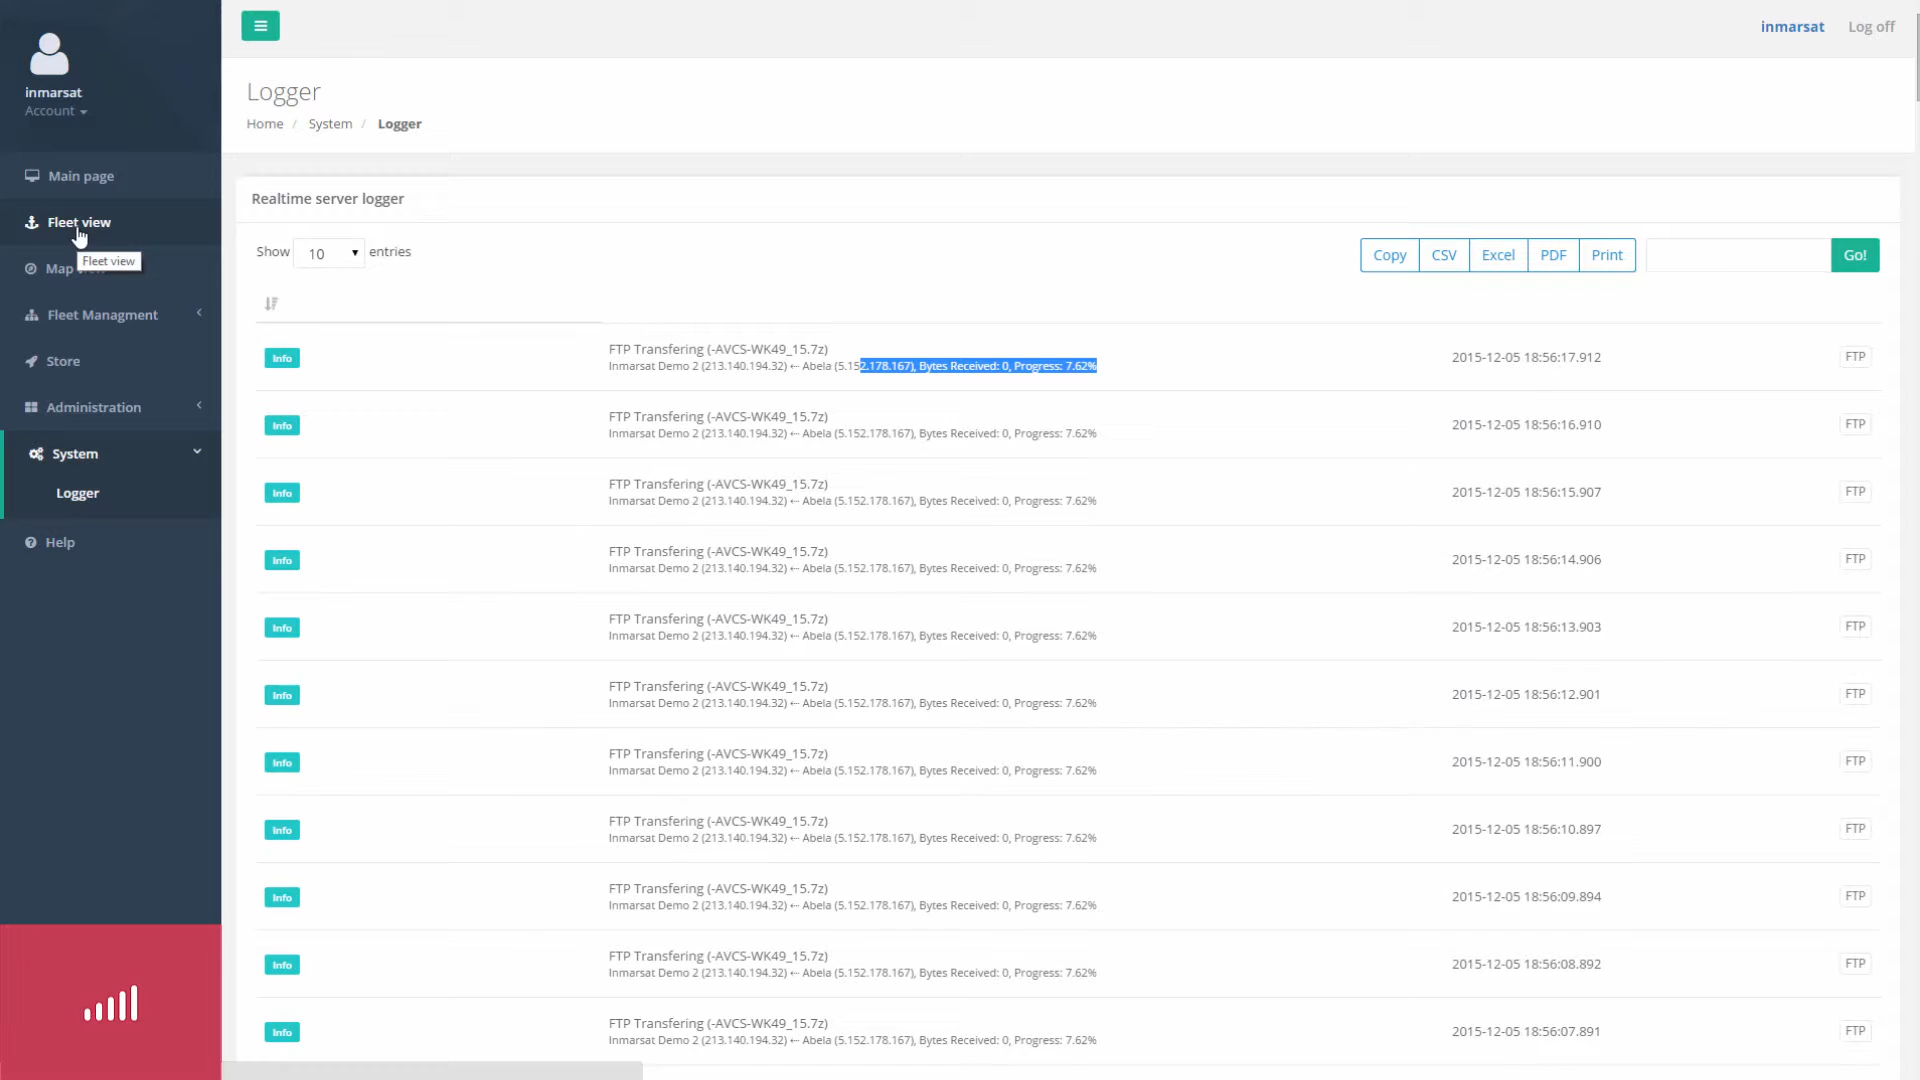 inmarsat
Account
Main page
Fleet view
Fleet view
Map
Fleet Managment
Store
Administration
System
Logger
Help
inmarsat Log off
Logger
Home / System / Logger
Realtime server logger
Show 10 entries
Copy CSV Excel PDF Print Go!
Info
FTP Transfering (-AVCS-WK49_15.7z)
Inmarsat Demo 2 (213.140.194.32) ← Abela (5.152.178.167), Bytes Received: 0, Progress: 7.62%
2015-12-05 18:56:17.912 FTP
Info
FTP Transfering (-AVCS-WK49_15.7z)
Inmarsat Demo 2 (213.140.194.32) ← Abela (5.152.178.167), Bytes Received: 0, Progress: 7.62%
2015-12-05 18:56:16.910 FTP
Info
FTP Transfering (-AVCS-WK49_15.7z)
Inmarsat Demo 2 (213.140.194.32) ← Abela (5.152.178.167), Bytes Received: 0, Progress: 7.62%
2015-12-05 18:56:15.907 FTP
Info
FTP Transfering (-AVCS-WK49_15.7z)
Inmarsat Demo 2 (213.140.194.32) ← Abela (5.152.178.167), Bytes Received: 0, Progress: 7.62%
2015-12-05 18:56:14.906 FTP
Info
FTP Transfering (-AVCS-WK49_15.7z)
Inmarsat Demo 2 (213.140.194.32) ← Abela (5.152.178.167), Bytes Received: 0, Progress: 7.62%
2015-12-05 18:56:13.903 FTP
Info
FTP Transfering (-AVCS-WK49_15.7z)
Inmarsat Demo 2 (213.140.194.32) ← Abela (5.152.178.167), Bytes Received: 0, Progress: 7.62%
2015-12-05 18:56:12.901 FTP
Info
FTP Transfering (-AVCS-WK49_15.7z)
Inmarsat Demo 2 (213.140.194.32) ← Abela (5.152.178.167), Bytes Received: 0, Progress: 7.62%
2015-12-05 18:56:11.900 FTP
Info
FTP Transfering (-AVCS-WK49_15.7z)
Inmarsat Demo 2 (213.140.194.32) ← Abela (5.152.178.167), Bytes Received: 0, Progress: 7.62%
2015-12-05 18:56:10.897 FTP
Info
FTP Transfering (-AVCS-WK49_15.7z)
Inmarsat Demo 2 (213.140.194.32) ← Abela (5.152.178.167), Bytes Received: 0, Progress: 7.62%
2015-12-05 18:56:09.894 FTP
Info
FTP Transfering (-AVCS-WK49_15.7z)
Inmarsat Demo 2 (213.140.194.32) ← Abela (5.152.178.167), Bytes Received: 0, Progress: 7.62%
2015-12-05 18:56:08.892 FTP
Info
FTP Transfering (-AVCS-WK49_15.7z)
Inmarsat Demo 2 (213.140.194.32) ← Abela (5.152.178.167), Bytes Received: 0, Progress: 7.62%
2015-12-05 18:56:07.891 FTP